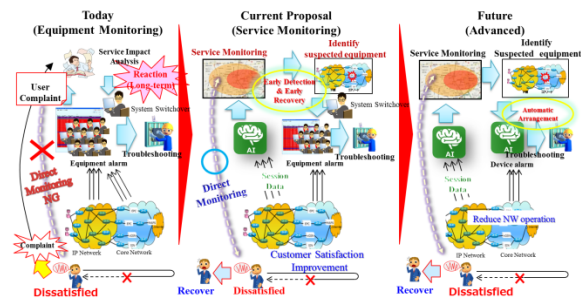 Today
(Equipment Monitoring)
Service Impact
Analysis
User
Complaint
Reaction
(Long-term)
System Switchover
Troubleshooting
Equipment alarm
Direct
Monitoring
NG
Complaint
IP Network
Core Network
Dissatisfied
Current Proposal
(Service Monitoring)
Service Monitoring
Identify
suspected equipment
Early Detection
& Early
Recovery
System Switchover
AI
Troubleshooting
Equipment alarm
Session
Data
Direct
Monitoring
Customer Satisfaction
Improvement
Recover
Dissatisfied
Future
(Advanced)
Service Monitoring
Identify
Suspected equipment
Automatic
Arrangement
AI
AI
Troubleshooting
Device alarm
Session
Data
Reduce NW operation
IP Network
Core Network
Recover
Dissatisfied